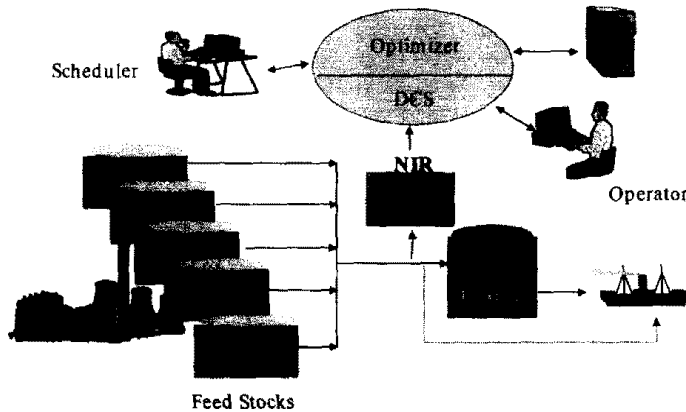 Optimizer
Scheduler
DCS
NIR
Operator
Feed Stocks